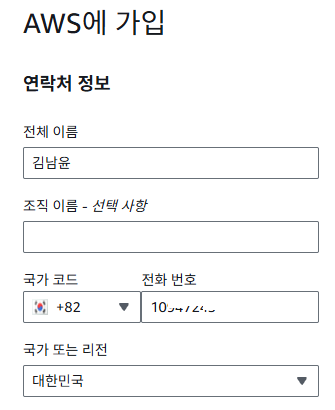 AWS에 가입
연락처 정보
전체 이름
김남윤
조직 이름 - 선택 사항
국가 코드 전화 번호
+82
국가 또는 리전
대한민국